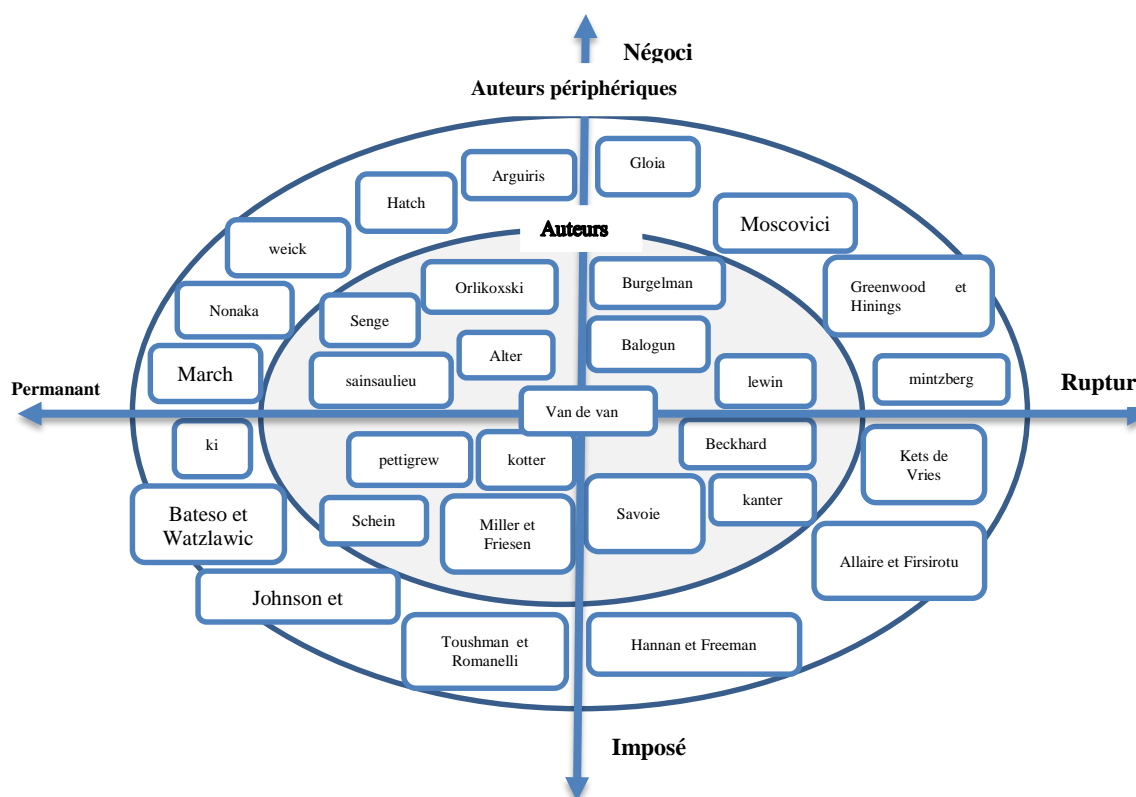 Négoci
Auteurs périphériques
Gloia
Arguiris
Hatch
Moscovici
weick
Auteurs
Orlikoxski
Burgelman
Greenwood et
Hinings
Nonaka
Senge
Balogun
Alter
March
sainsaulieu
lewin
mintzberg
Permanant
Ruptur
Van de van
ki
pettigrew
kotter
Beckhard
Kets de
Vries
Bateso et
Watzlawic
Schein
Miller et
Friesen
Savoie
kanter
Allaire et Firsirotu
Johnson et
Toushman et
Romanelli
Hannan et Freeman
Imposé